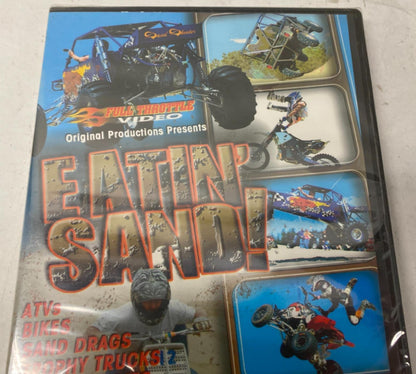 FULL THROTTLE
VIDEO
Original Productions Presents
EATIN'
SAND!
ATVs
BIKES
SAND DRAGS
TROPHY TRUCKS